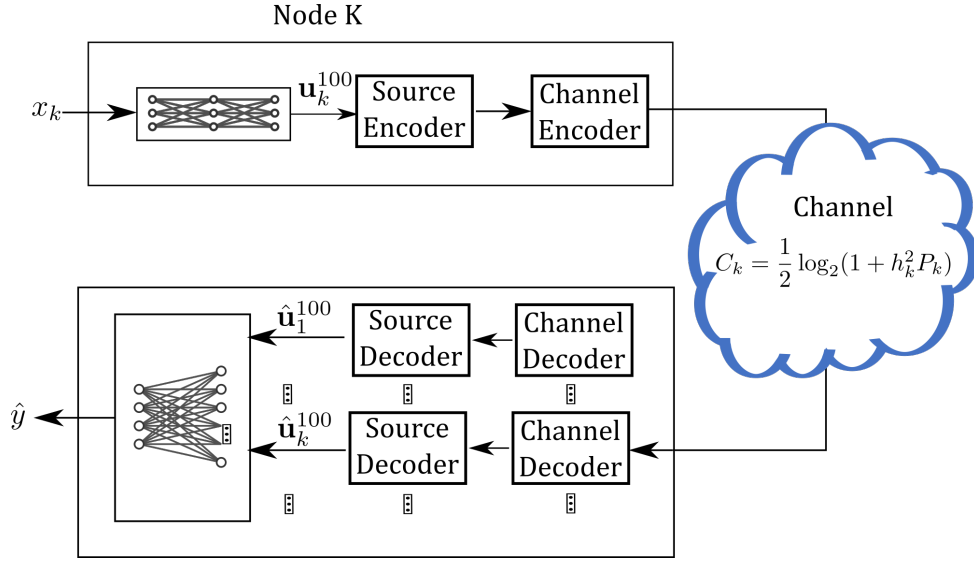 Node K
x_k
u_k^{100}
Source
Encoder
Channel
Encoder
Channel
C_k = \frac{1}{2} \log_2(1 + h_k^2 P_k)
û_1^{100}
Source
Decoder
Channel
Decoder
ŷ
û_k^{100}
Source
Decoder
Channel
Decoder